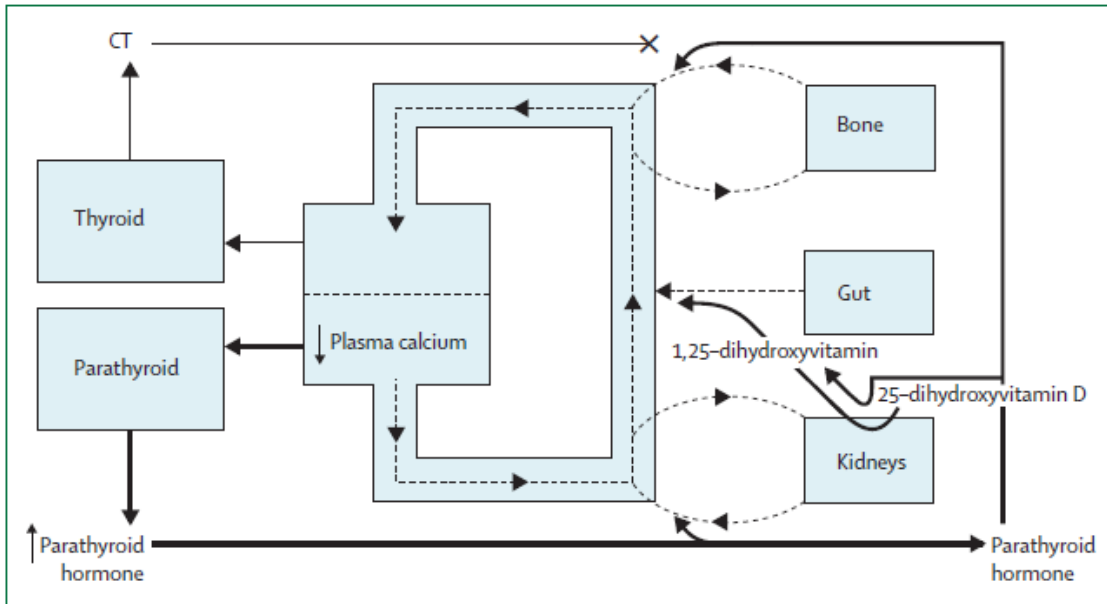 CT
Bone
Thyroid
Gut
Plasma calcium
Parathyroid
1,25–dihydroxyvitamin
25–dihydroxyvitamin D
Kidneys
Parathyroid
hormone
Parathyroid
hormone